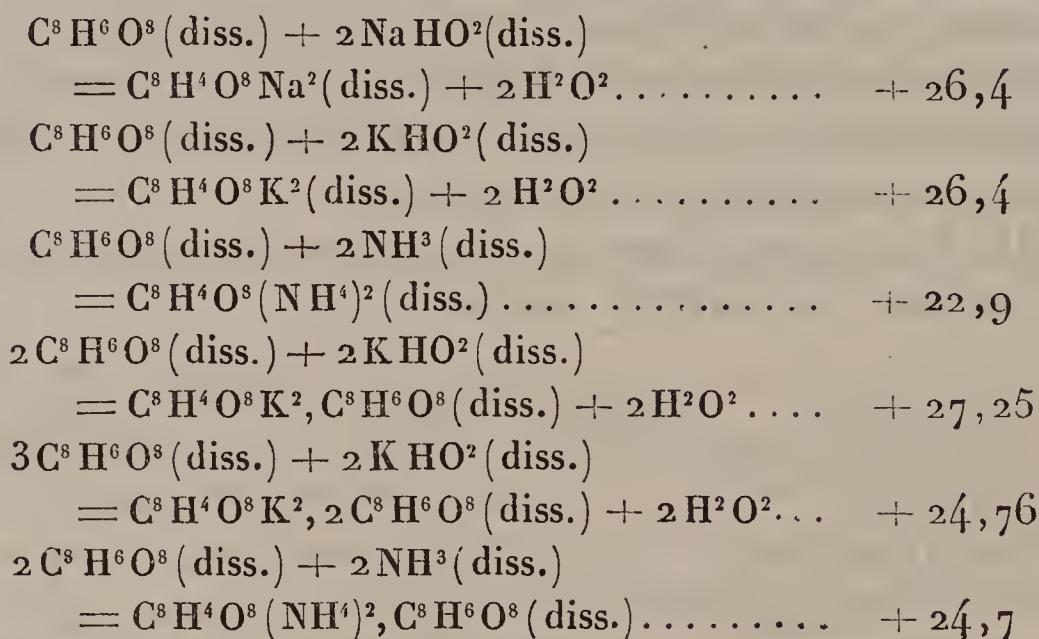 C⁸H⁶O⁸(diss.) + 2NaHO²(diss.)
= C⁸H⁴O⁸Na²(diss.) + 2H²O².......... + 26,4
C⁸H⁶O⁸(diss.) + 2KHO²(diss.)
= C⁸H⁴O⁸K²(diss.) + 2H²O².......... + 26,4
C⁸H⁶O⁸(diss.) + 2NH³(diss.)
= C⁸H⁴O⁸(NH⁴)²(diss.)............... + 22,9
2C⁸H⁶O⁸(diss.) + 2KHO²(diss.)
= C⁸H⁴O⁸K²,C⁸H⁶O⁸(diss.) + 2H²O².... + 27,25
3C⁸H⁶O⁸(diss.) + 2KHO²(diss.)
= C⁸H⁴O⁸K²,2C⁸H⁶O⁸(diss.) + 2H²O²... + 24,76
2C⁸H⁶O⁸(diss.) + 2NH³(diss.)
= C⁸H⁴O⁸(NH⁴)²,C⁸H⁶O⁸(diss.)......... + 24,7